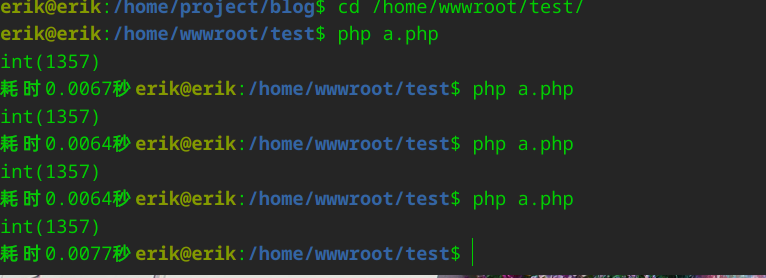 erik@erik:/home/project/blog$ cd /home/wwwroot/test/
erik@erik:/home/wwwroot/test$ php a.php
int(1357)
耗时0.0067秒erik@erik:/home/wwwroot/test$ php a.php
int(1357)
耗时0.0064秒erik@erik:/home/wwwroot/test$ php a.php
int(1357)
耗时0.0064秒erik@erik:/home/wwwroot/test$ php a.php
int(1357)
耗时0.0077秒erik@erik:/home/wwwroot/test$